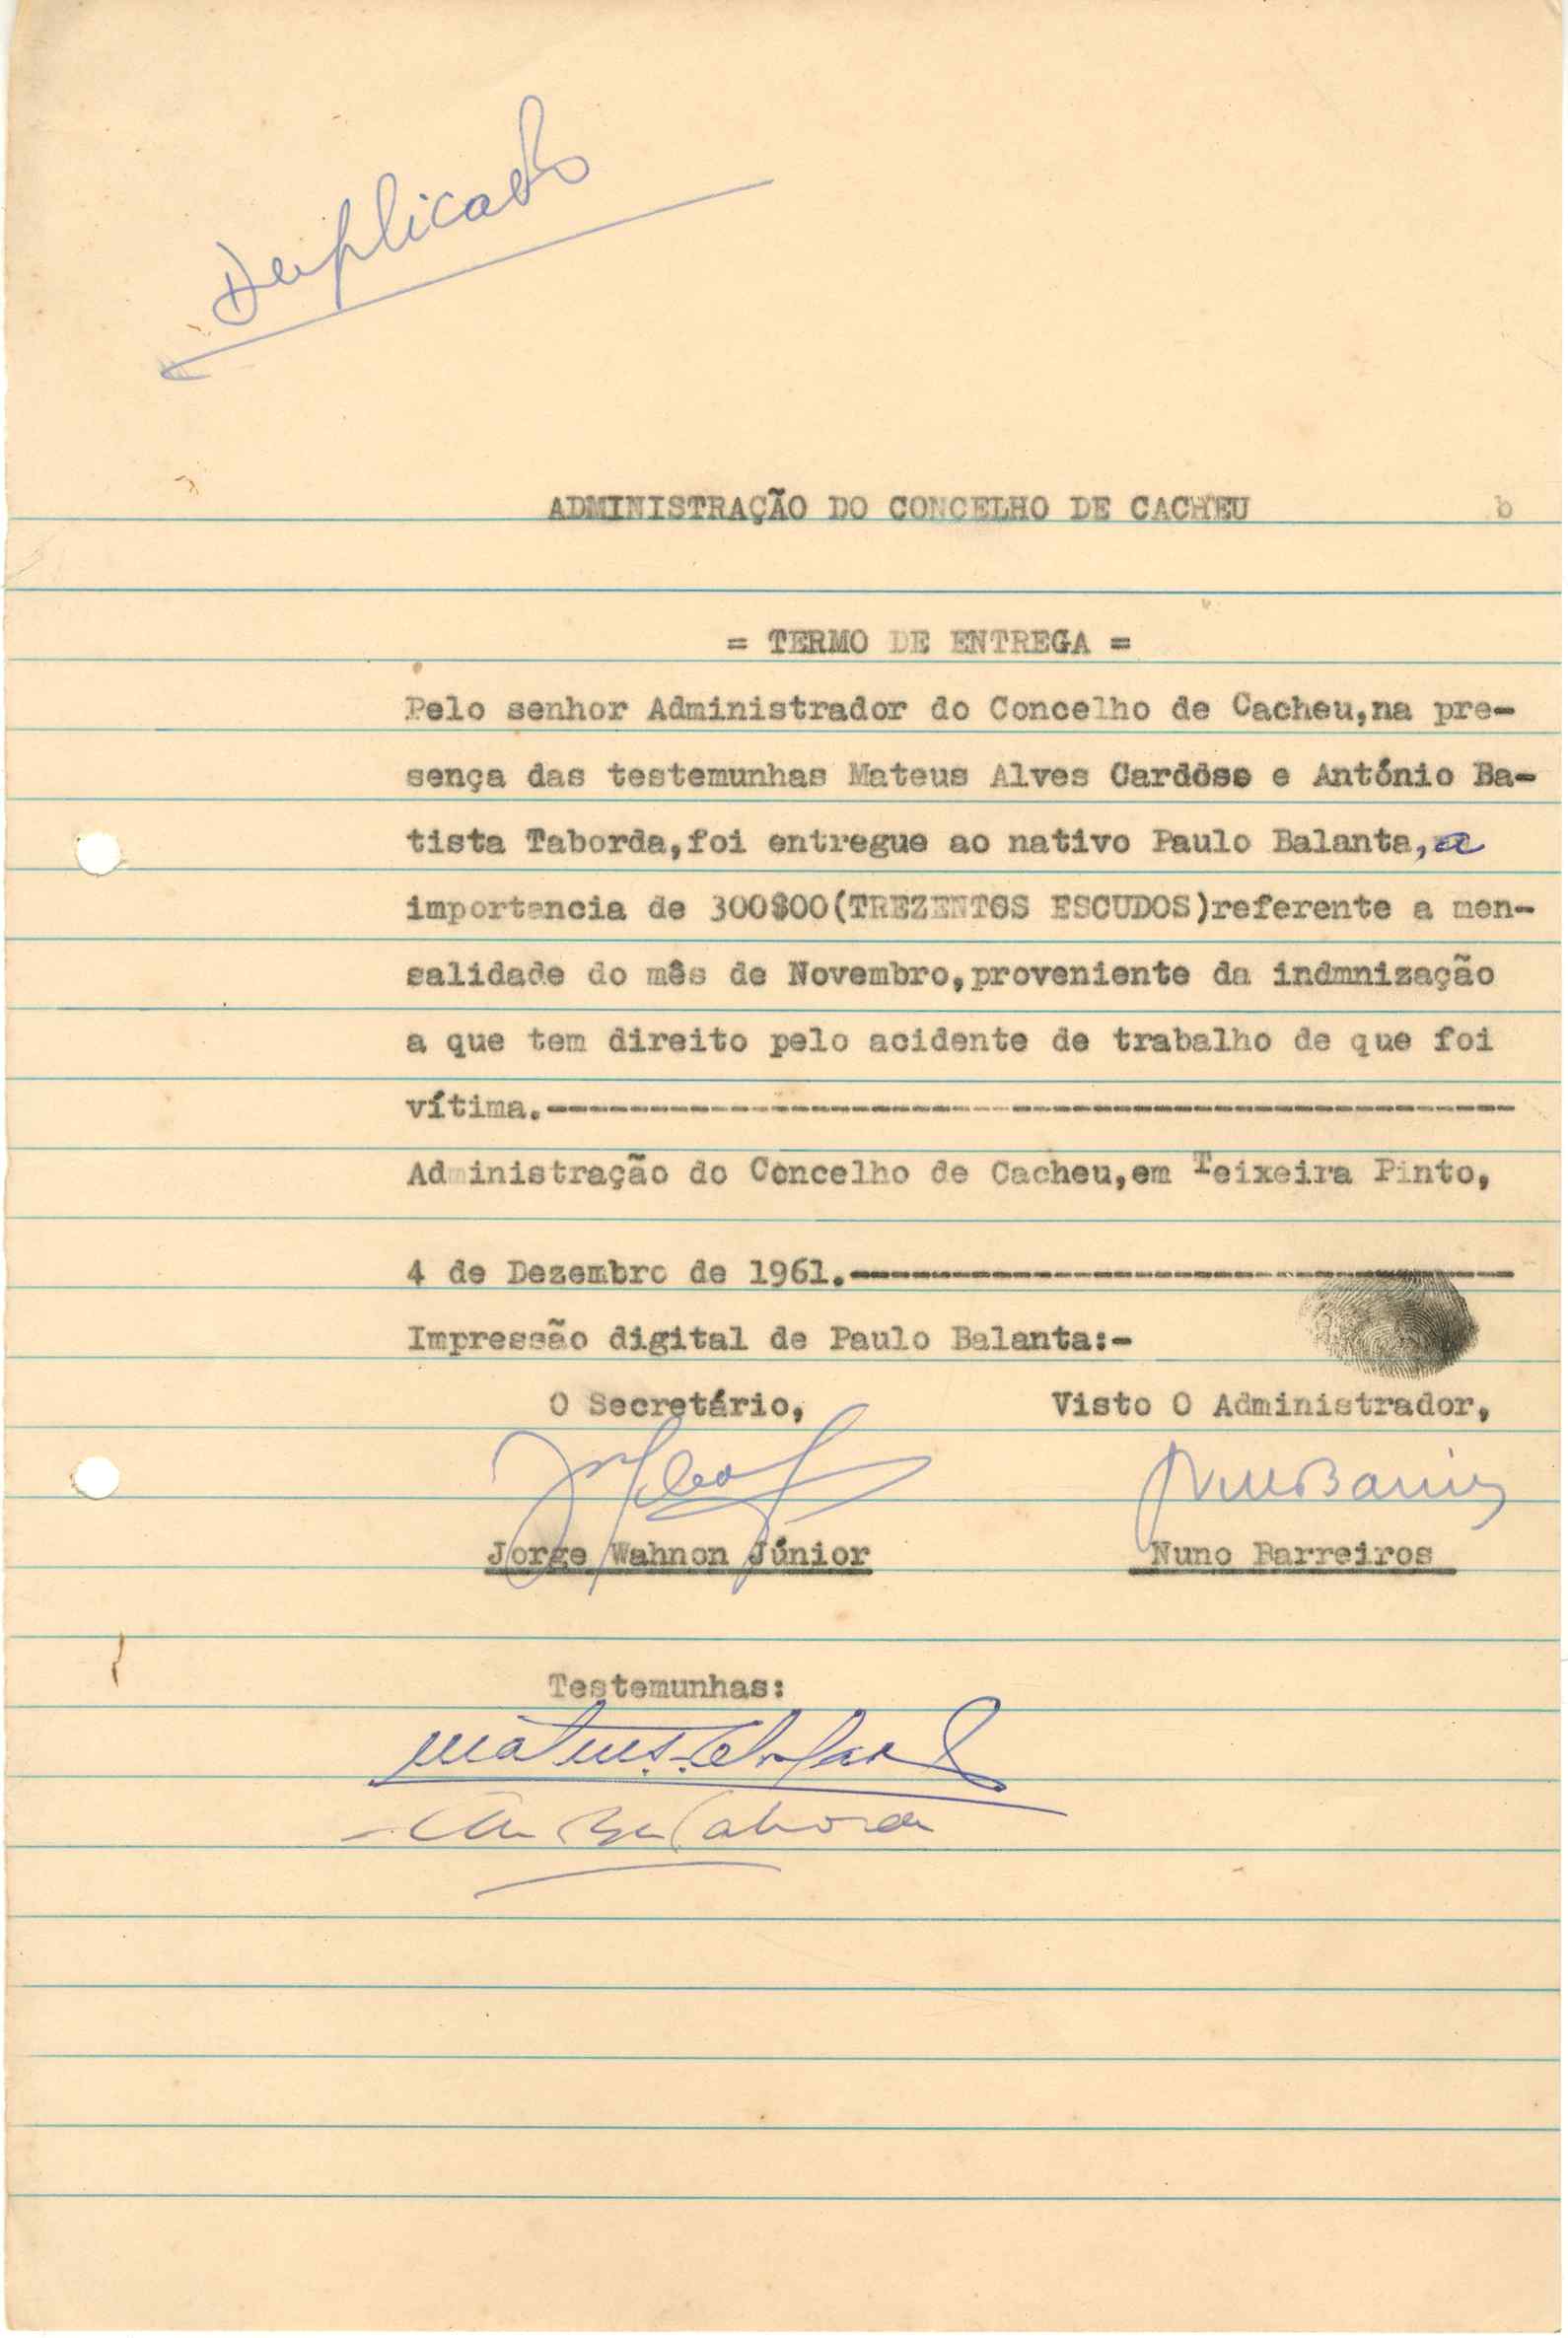 Duplicado
ADMINISTRAÇÃO DO CONCELHO DE CACHEU b
= TERMO DE ENTREGA =
Pelo senhor Administrador do Concelho de Cacheu,na pre-
sença das testemunhas Mateus Alves Cardoso e António Ba-
tista Taborda,foi entregue ao nativo Paulo Balanta,a
importancia de 300$00(TREZENTOS ESCUDOS)referente a men-
salidade do mês de Novembro,proveniente da indmnização
a que tem direito pelo acidente de trabalho de que foi
vítima.-----------------------------------------------
Administração do Concelho de Cacheu,em Teixeira Pinto,
4 de Dezembro de 1961.--------------------------------
Impressão digital de Paulo Balanta:-
O Secretário, Visto O Administrador,
Jorge Wahnon Júnior Nuno Barreiros
Testemunhas: